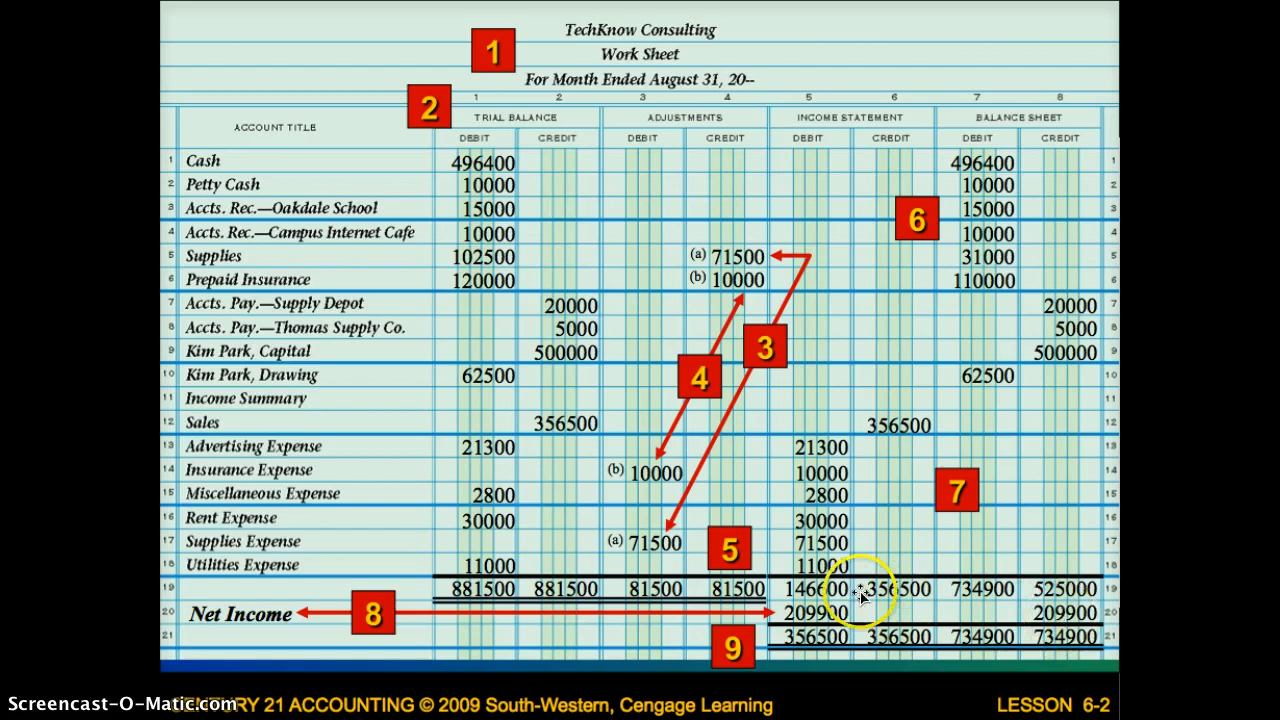 TechKnow Consulting
1
Work Sheet
For Month Ended August 31, 20--
2
1 2 3 4 5 6 7 8
ACCOUNT TITLE TRIAL BALANCE ADJUSTMENTS INCOME STATEMENT BALANCE SHEET
DEBIT CREDIT DEBIT CREDIT DEBIT CREDIT DEBIT CREDIT
1 Cash 496400 496400 1
2 Petty Cash 10000 10000 2
3 Accts. Rec.—Oakdale School 15000 6 15000 3
4 Accts. Rec.—Campus Internet Cafe 10000 10000 4
5 Supplies 102500 (a) 71500 31000 5
6 Prepaid Insurance 120000 (b) 10000 110000 6
7 Accts. Pay.—Supply Depot 20000 20000 7
8 Accts. Pay.—Thomas Supply Co. 5000 5000 8
9 Kim Park, Capital 500000 3 500000 9
10 Kim Park, Drawing 62500 4 62500 10
11 Income Summary 11
12 Sales 356500 356500 12
13 Advertising Expense 21300 21300 13
14 Insurance Expense (b) 10000 10000 14
15 Miscellaneous Expense 2800 2800 7 15
16 Rent Expense 30000 30000 16
17 Supplies Expense (a) 71500 5 71500 17
18 Utilities Expense 11000 11000 18
19 881500 881500 81500 81500 146600 356500 734900 525000 19
20 Net Income 8 209900 209900 20
21 9 356500 356500 734900 734900 21
Screencast-O-Matic.com
CENTURY 21 ACCOUNTING © 2009 South-Western, Cengage Learning LESSON 6-2